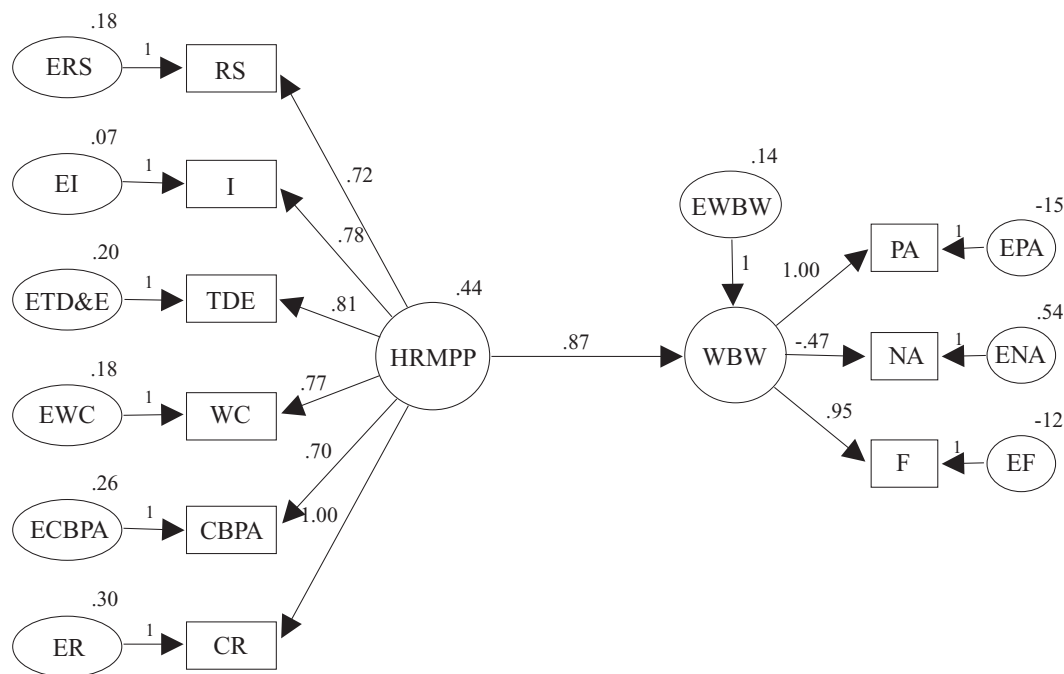 .18
ERS
1
RS
.07
EI
1
I
.20
ETD&E
1
TDE
.18
EWC
1
WC
.26
ECBPA
1
CBPA
.30
ER
1
CR
.72
.78
.81
.77
.70
1.00
.44
HRMPP
.87
.14
EWBW
1
WBW
1.00
-.47
.95
PA
1
-15
EPA
NA
1
.54
ENA
F
1
-12
EF